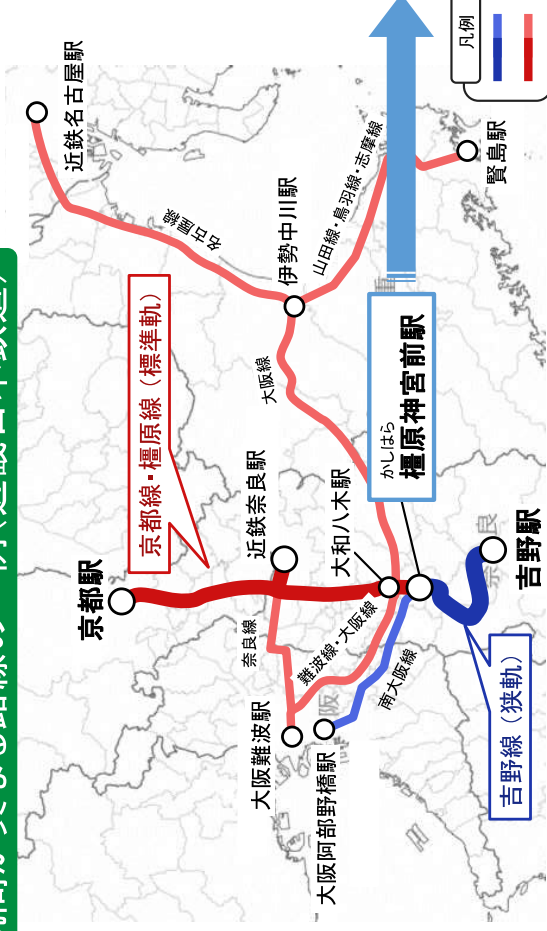 凡例
近鉄名古屋駅
名古屋線
伊勢中川駅
山田線・鳥羽線・志摩線
賢島駅
京都線・橿原線（標準軌）
大阪線
かしはら
橿原神宮前駅
近鉄奈良駅
大和八木駅
京都駅
奈良線
難波線・大阪線
南大阪線
吉野駅
吉野線（狭軌）
大阪難波駅
大阪阿部野橋駅